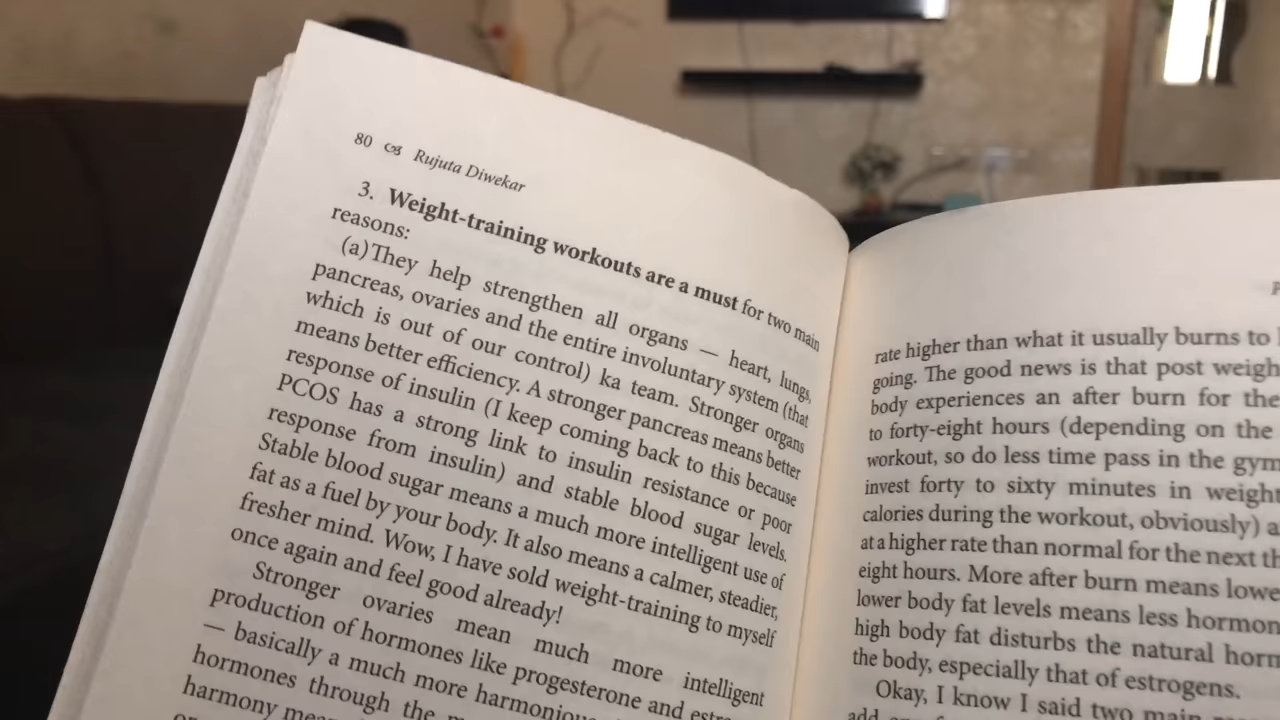 80 ൙ Rujuta Diwekar
3. Weight-training workouts are a must for two main
reasons:
(a)They help strengthen all organs — heart, lungs,
pancreas, ovaries and the entire involuntary system (that
which is out of our control) ka team. Stronger organs
means better efficiency. A stronger pancreas means better
response of insulin (I keep coming back to this because
PCOS has a strong link to insulin resistance or poor
response from insulin) and stable blood sugar levels.
Stable blood sugar means a much more intelligent use of
fat as a fuel by your body. It also means a calmer, steadier,
fresher mind. Wow, I have sold weight-training to myself
once again and feel good already!
Stronger ovaries mean much more intelligent
production of hormones like progesterone and
— basically a much more
hormones through the
harmony
rate higher than what it usually burns to
going. The good news is that post
body experiences an after burn for the
to forty-eight hours (depending on the
workout, so do less time pass in the gym
invest forty to sixty minutes in
calories during the workout, obviously)
at a higher rate than normal for the next
eight hours. More after burn means
lower body fat levels means less
high body fat disturbs the natural
the body, especially that of estrogens.
Okay, I know I said two main
add